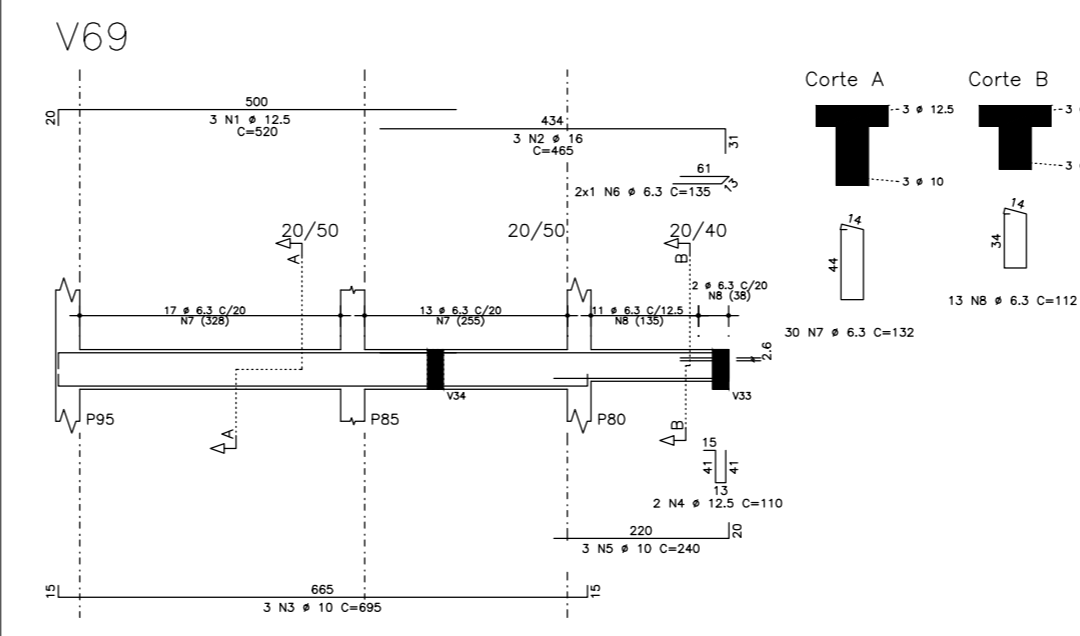 V69
Corte A
Corte B
500
20
3 N1 ø 12.5
C=520
434
3 N2 ø 16
C=465
31
3 ø 12.5
3
3 ø 10
3
61
13
2x1 N6 ø 6.3 C=135
20/50
20/50
20/40
A
B
14
44
14
34
2 ø 6.3 C/20
N8 (38)
17 ø 6.3 C/20
N7 (328)
13 ø 6.3 C/20
N7 (255)
11 ø 6.3 C/12.5
N8 (135)
13 N8 ø 6.3 C=112
30 N7 ø 6.3 C=132
2.6
V34
V33
P95
P85
P80
A
B
15
41
41
13
2 N4 ø 12.5 C=110
220
20
3 N5 ø 10 C=240
15
665
15
3 N3 ø 10 C=695